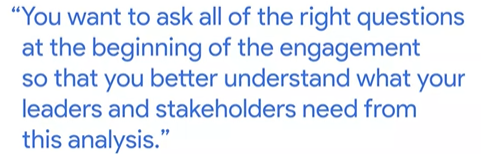 “You want to ask all of the right questions
at the beginning of the engagement
so that you better understand what your
leaders and stakeholders need from
this analysis.”